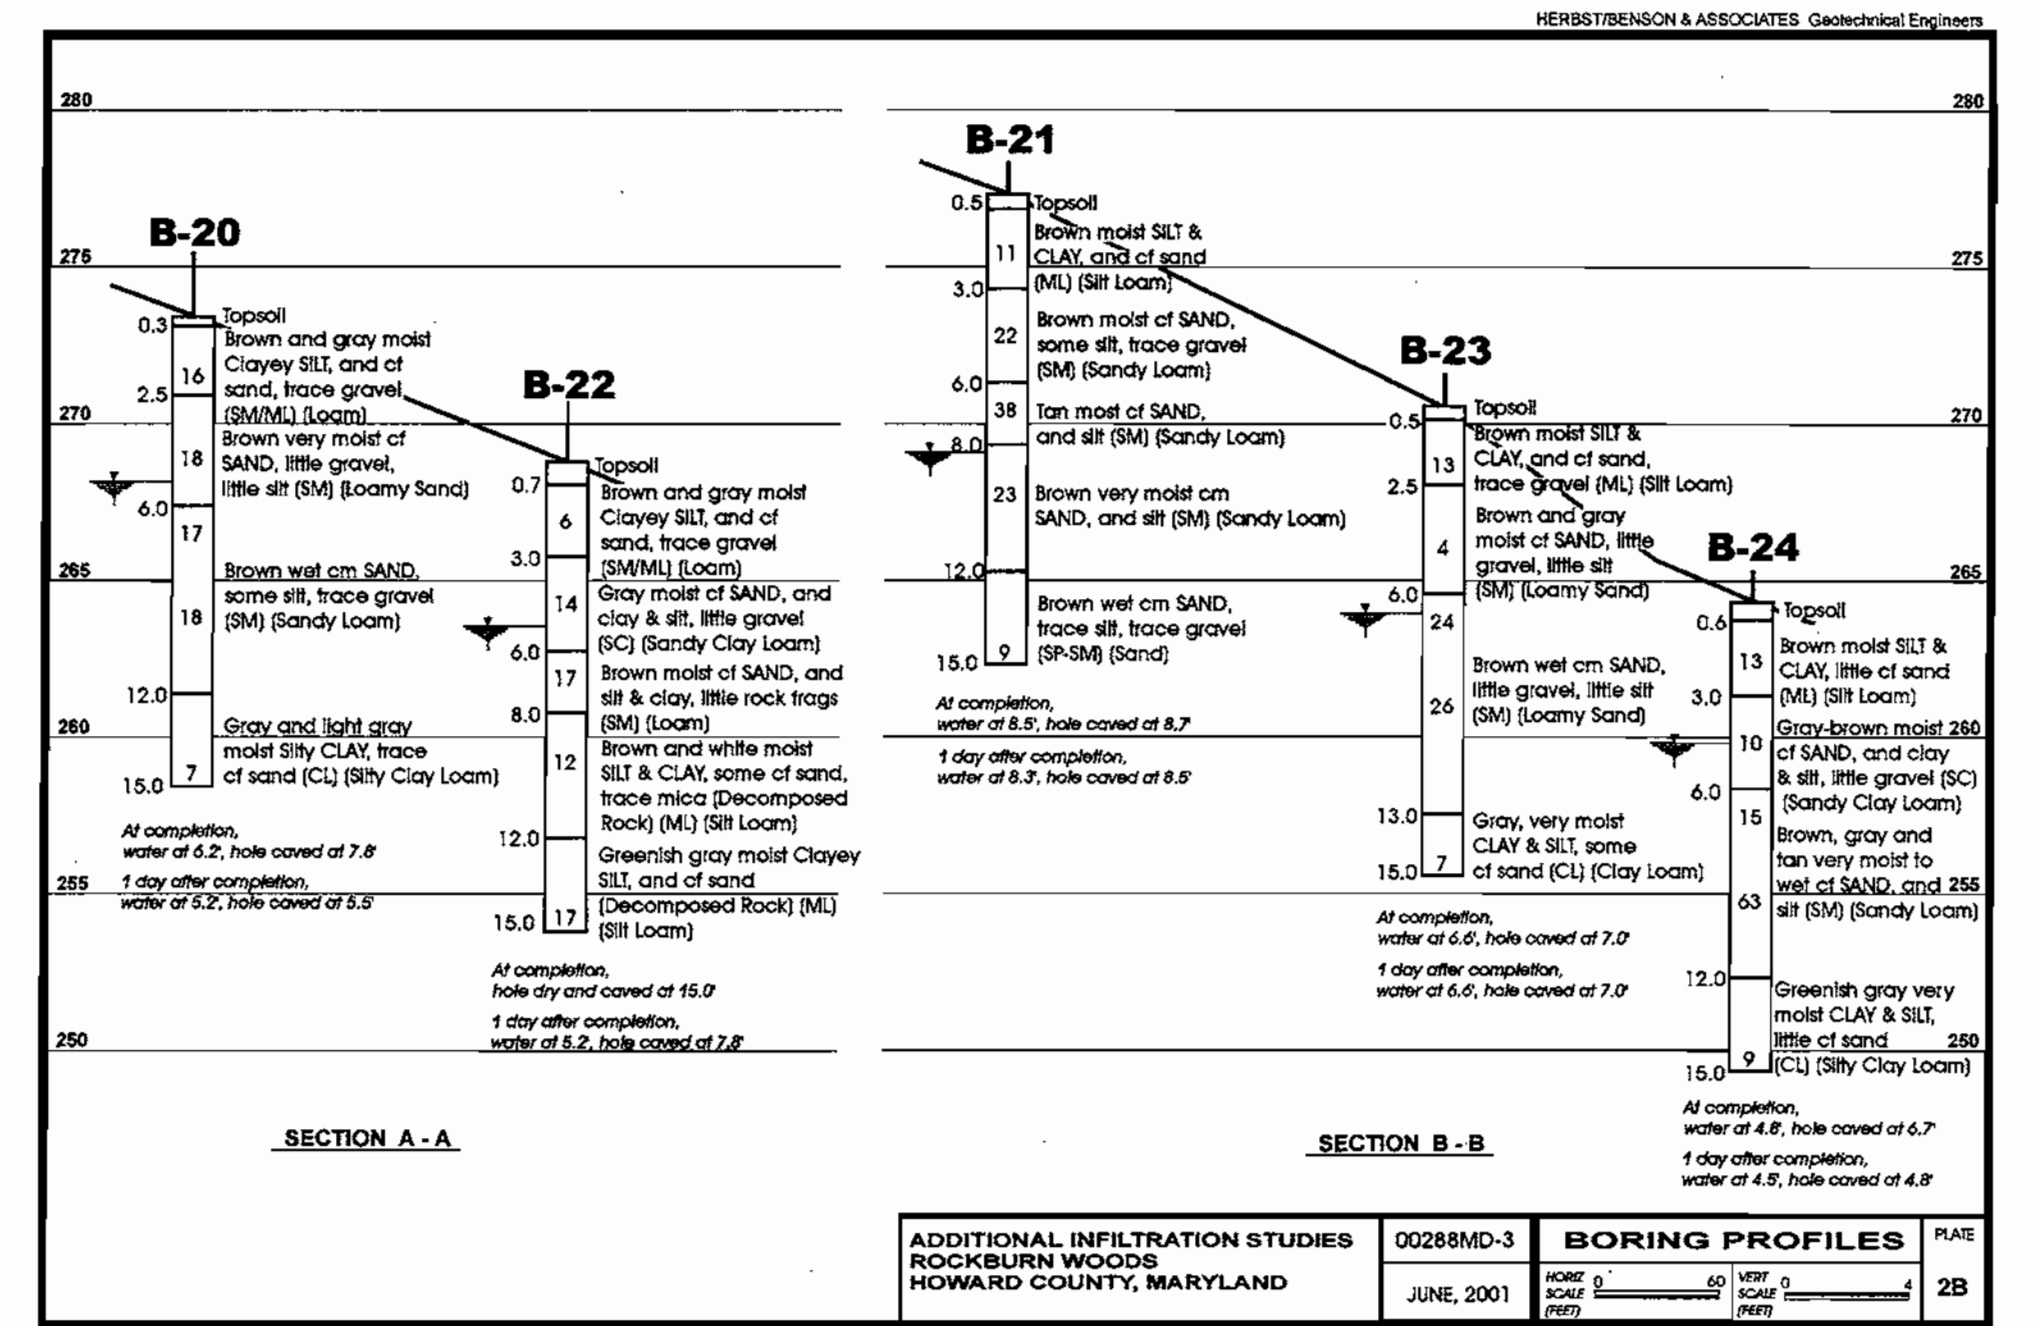 HERBST/BENSON & ASSOCIATES Geotechnical Engineers
280
280
275
275
270
270
265
265
260
260
255
255
250
250
B-20
0.3
Topsoil
Brown and gray moist
Clayey SILT, and cf
sand, trace gravel
(SM/ML) (Loam)
16
2.5
Brown very moist cf
SAND, little gravel,
little silt (SM) (Loamy Sand)
18
6.0
17
Brown wet cm SAND,
some silt, trace gravel
(SM) (Sandy Loam)
18
12.0
Gray and light gray
moist Silty CLAY, trace
cf sand (CL) (Silty Clay Loam)
7
15.0
At completion,
water at 6.2', hole caved at 7.8'
1 day after completion,
water at 5.2', hole caved at 5.5'
B-22
Topsoil
0.7
Brown and gray moist
Clayey SILT, and cf
sand, trace gravel
(SM/ML) (Loam)
6
3.0
Gray moist cf SAND, and
clay & silt, little gravel
(SC) (Sandy Clay Loam)
14
6.0
Brown moist cf SAND, and
silt & clay, little rock frags
(SM) (Loam)
17
8.0
Brown and white moist
SILT & CLAY, some cf sand,
trace mica (Decomposed
Rock) (ML) (Silt Loam)
12
12.0
Greenish gray moist Clayey
SILT, and cf sand
(Decomposed Rock) (ML)
(Silt Loam)
15.0
17
At completion,
hole dry and caved at 15.0'
1 day after completion,
water at 5.2', hole caved at 7.8'
SECTION A - A
B-21
0.5
Topsoil
Brown moist SILT &
CLAY, and cf sand
(ML) (Silt Loam)
11
3.0
Brown moist cf SAND,
some silt, trace gravel
(SM) (Sandy Loam)
22
6.0
38
Tan most cf SAND,
and silt (SM) (Sandy Loam)
8.0
23
Brown very moist cm
SAND, and silt (SM) (Sandy Loam)
12.0
Brown wet cm SAND,
trace silt, trace gravel
(SP-SM) (Sand)
9
15.0
At completion,
water at 8.5', hole caved at 8.7'
1 day after completion,
water at 8.3', hole caved at 8.5'
B-23
Topsoil
0.5
Brown moist SILT &
CLAY, and cf sand,
trace gravel (ML) (Silt Loam)
13
2.5
Brown and gray
moist cf SAND, little
gravel, little silt
(SM) (Loamy Sand)
4
6.0
24
Brown wet cm SAND,
little gravel, little silt
(SM) (Loamy Sand)
26
13.0
Gray, very moist
CLAY & SILT, some
cf sand (CL) (Clay Loam)
7
15.0
At completion,
water at 6.6', hole caved at 7.0'
1 day after completion,
water at 6.6', hole caved at 7.0'
B-24
Topsoil
0.6
Brown moist SILT &
CLAY, little cf sand
(ML) (Silt Loam)
13
3.0
Gray-brown moist
cf SAND, and clay
& silt, little gravel (SC)
(Sandy Clay Loam)
10
6.0
15
Brown, gray and
tan very moist to
wet cf SAND, and
silt (SM) (Sandy Loam)
63
12.0
Greenish gray very
moist CLAY & SILT,
little cf sand
(CL) (Silty Clay Loam)
9
15.0
At completion,
water at 4.8', hole caved at 6.7'
1 day after completion,
water at 4.5', hole caved at 4.8'
SECTION B - B
ADDITIONAL INFILTRATION STUDIES
ROCKBURN WOODS
HOWARD COUNTY, MARYLAND
00288MD-3
JUNE, 2001
BORING PROFILES
HORIZ SCALE (FEET) 0 60
VERT SCALE (FEET) 0 4
PLATE
2B